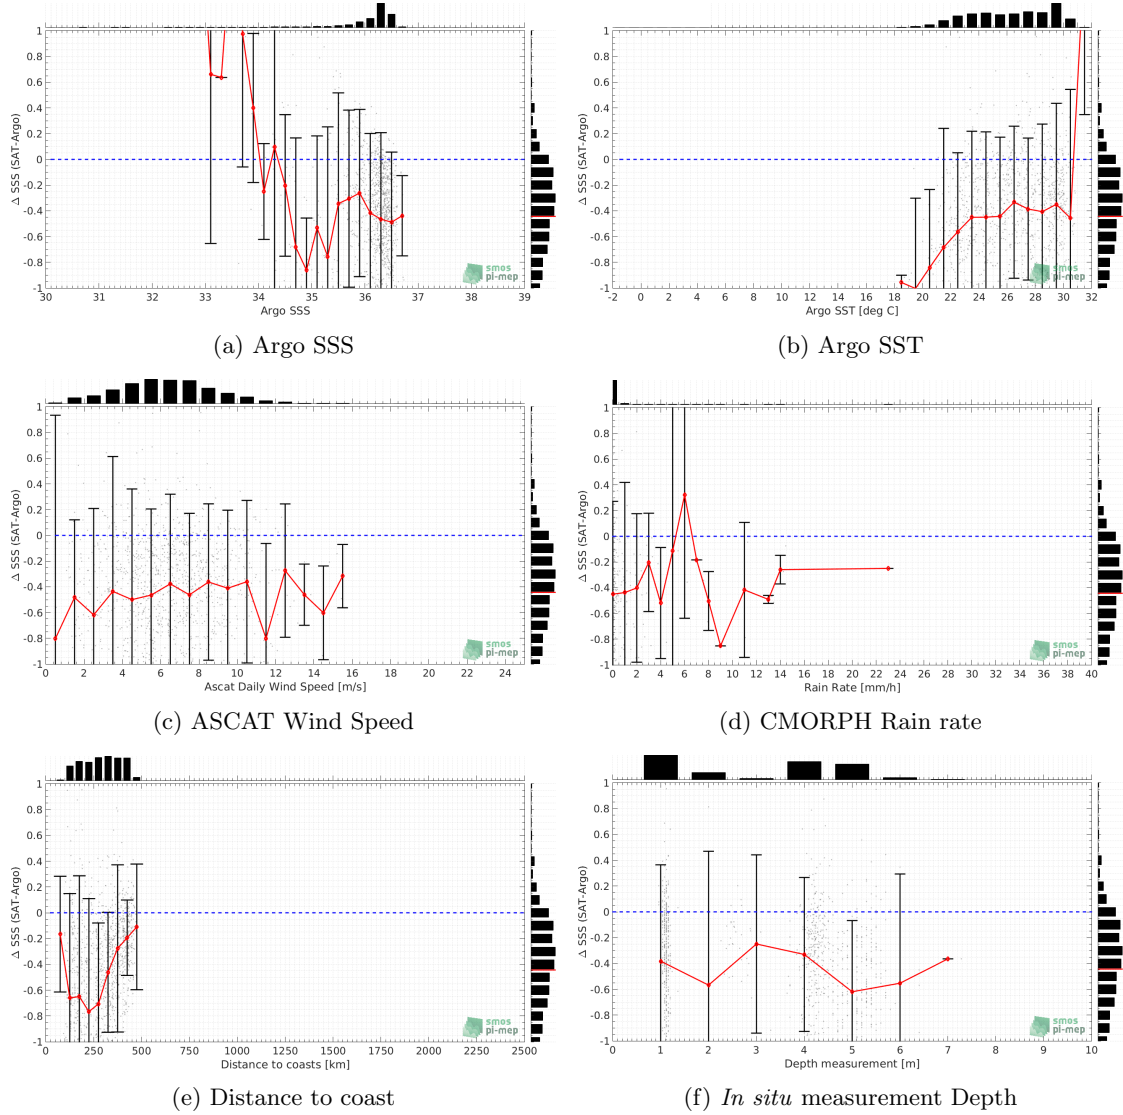 1
0.8
0.6
0.4
0.2
0
-0.2
-0.4
-0.6
-0.8
-1
Δ SSS (SAT-Argo)
30 31 32 33 34 35 36 37 38 39
Argo SSS
smos
pi-mep
(a) Argo SSS
1
0.8
0.6
0.4
0.2
0
-0.2
-0.4
-0.6
-0.8
-1
Δ SSS (SAT-Argo)
-2 0 2 4 6 8 10 12 14 16 18 20 22 24 26 28 30 32
Argo SST [deg C]
smos
pi-mep
(b) Argo SST
1
0.8
0.6
0.4
0.2
0
-0.2
-0.4
-0.6
-0.8
-1
Δ SSS (SAT-Argo)
0 2 4 6 8 10 12 14 16 18 20 22 24
Ascat Daily Wind Speed [m/s]
smos
pi-mep
(c) ASCAT Wind Speed
1
0.8
0.6
0.4
0.2
0
-0.2
-0.4
-0.6
-0.8
-1
Δ SSS (SAT-Argo)
0 2 4 6 8 10 12 14 16 18 20 22 24 26 28 30 32 34 36 38 40
Rain Rate [mm/h]
smos
pi-mep
(d) CMORPH Rain rate
1
0.8
0.6
0.4
0.2
0
-0.2
-0.4
-0.6
-0.8
-1
Δ SSS (SAT-Argo)
0 250 500 750 1000 1250 1500 1750 2000 2250 2500
Distance to coasts [km]
smos
pi-mep
(e) Distance to coast
1
0.8
0.6
0.4
0.2
0
-0.2
-0.4
-0.6
-0.8
-1
Δ SSS (SAT-Argo)
0 1 2 3 4 5 6 7 8 9 10
Depth measurement [m]
smos
pi-mep
(f) In situ measurement Depth